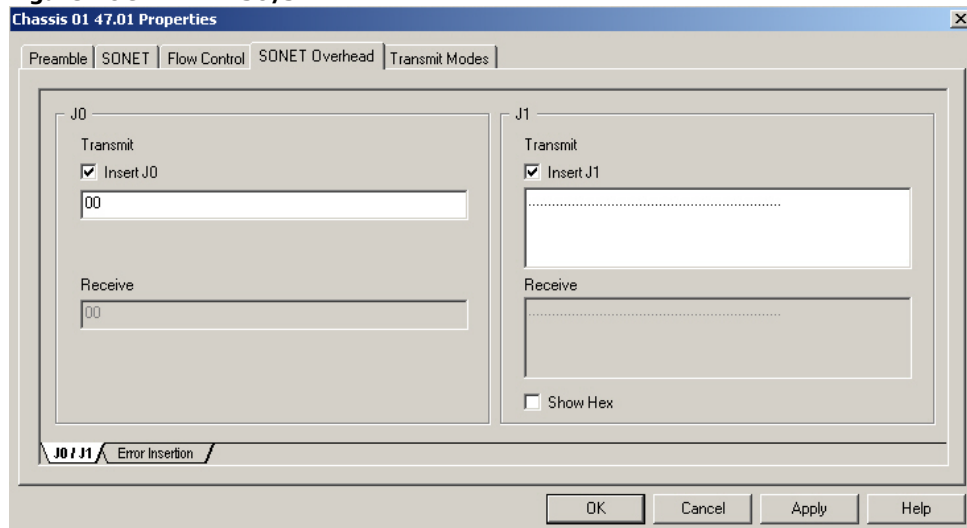 Chassis 01 47.01 Properties
Preamble SONET Flow Control SONET Overhead Transmit Modes
J0
Transmit
Insert J0
00
Receive
00
J1
Transmit
Insert J1
................................................................
Receive
................................................................
Show Hex
J0 / J1 Error Insertion
OK Cancel Apply Help